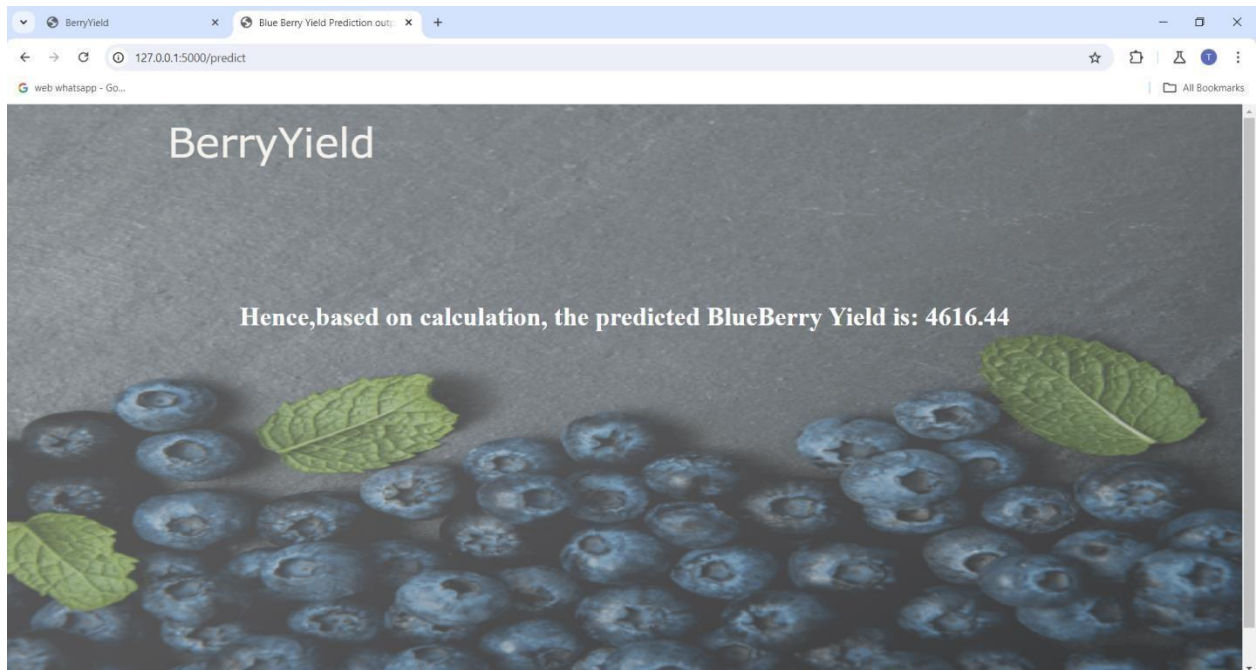 BerryYield
Blue Berry Yield Prediction outp
127.0.0.1:5000/predict
T
G web whatsapp - Go...
All Bookmarks
BerryYield
Hence,based on calculation, the predicted BlueBerry Yield is: 4616.44